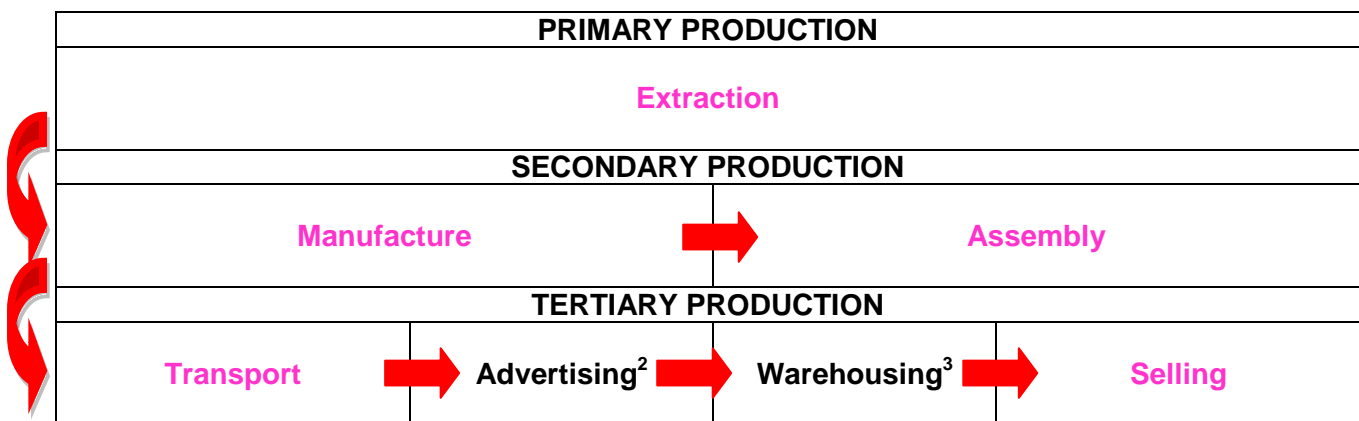 PRIMARY PRODUCTION
Extraction
SECONDARY PRODUCTION
Manufacture Assembly
TERTIARY PRODUCTION
Transport Advertising² Warehousing³ Selling